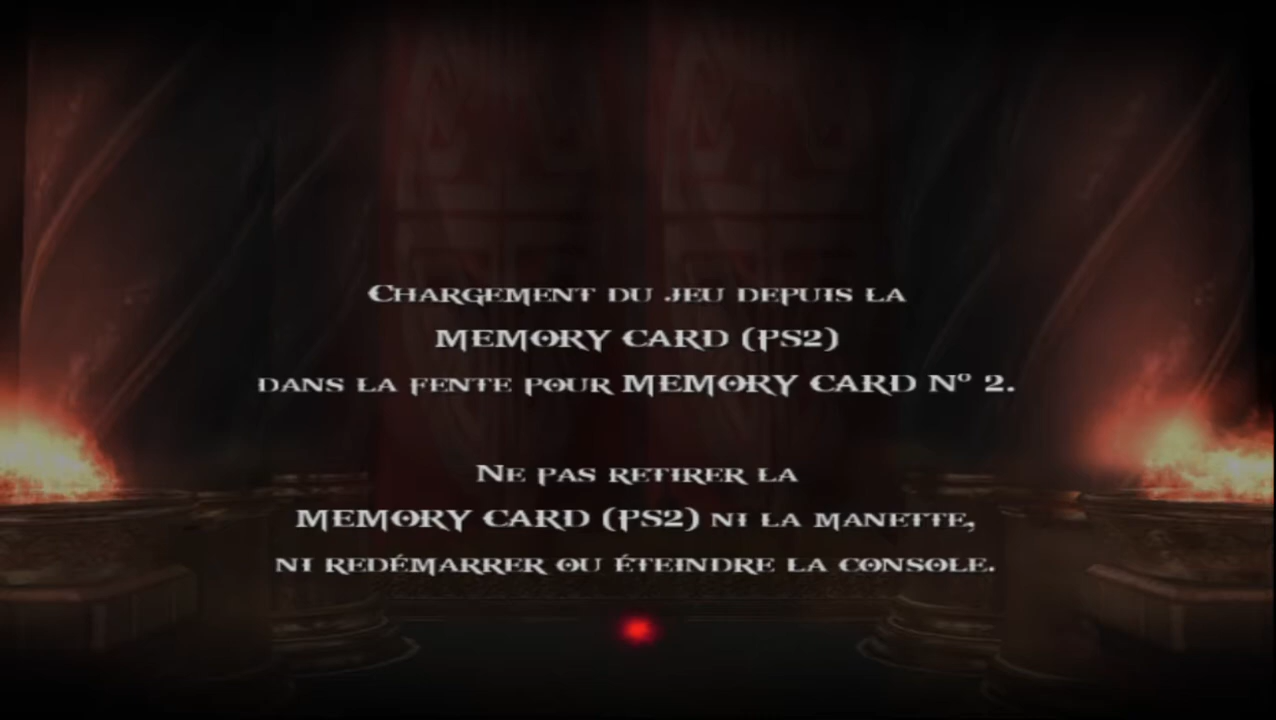 Chargement du jeu depuis la
MEMORY CARD (PS2)
dans la fente pour MEMORY CARD Nº 2.
Ne pas retirer la
MEMORY CARD (PS2) ni la manette,
ni redémarrer ou éteindre la console.